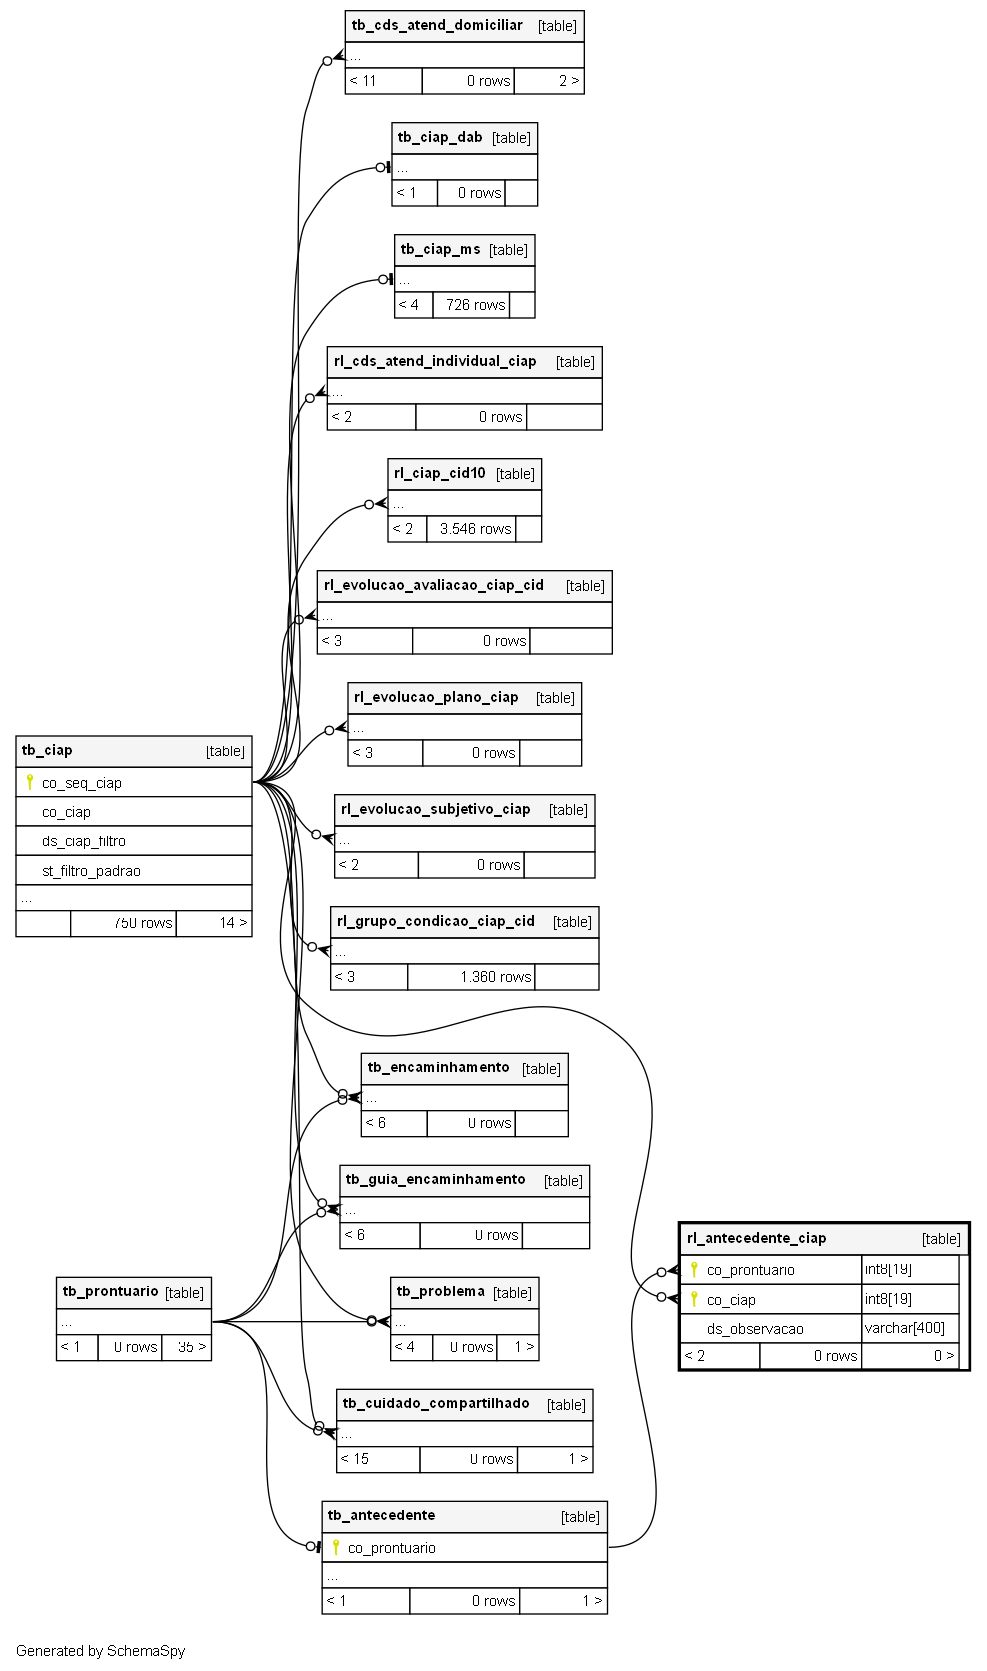 tb_cds_atend_domiciliar [table]
...
< 11 0 rows 2 >
tb_ciap_dab [table]
...
< 1 0 rows
tb_ciap_ms [table]
...
< 4 726 rows
rl_cds_atend_individual_ciap [table]
...
< 2 0 rows
rl_ciap_cid10 [table]
...
< 2 3.546 rows
rl_evolucao_avaliacao_ciap_cid [table]
...
< 3 0 rows
rl_evolucao_plano_ciap [table]
...
< 3 0 rows
tb_ciap [table]
co_seq_ciap
co_ciap
ds_ciap_filtro
st_filtro_padrao
...
750 rows 14 >
rl_evolucao_subjetivo_ciap [table]
...
< 2 0 rows
rl_grupo_condicao_ciap_cid [table]
...
< 3 1.360 rows
tb_encaminhamento [table]
...
< 6 0 rows
tb_guia_encaminhamento [table]
...
< 6 0 rows
rl_antecedente_ciap [table]
co_prontuario int8[19]
co_ciap int8[19]
ds_observacao varchar[400]
< 2 0 rows 0 >
tb_prontuario [table]
...
< 1 0 rows 35 >
tb_problema [table]
...
< 4 0 rows 1 >
tb_cuidado_compartilhado [table]
...
< 15 0 rows 1 >
tb_antecedente [table]
co_prontuario
...
< 1 0 rows 1 >
Generated by SchemaSpy